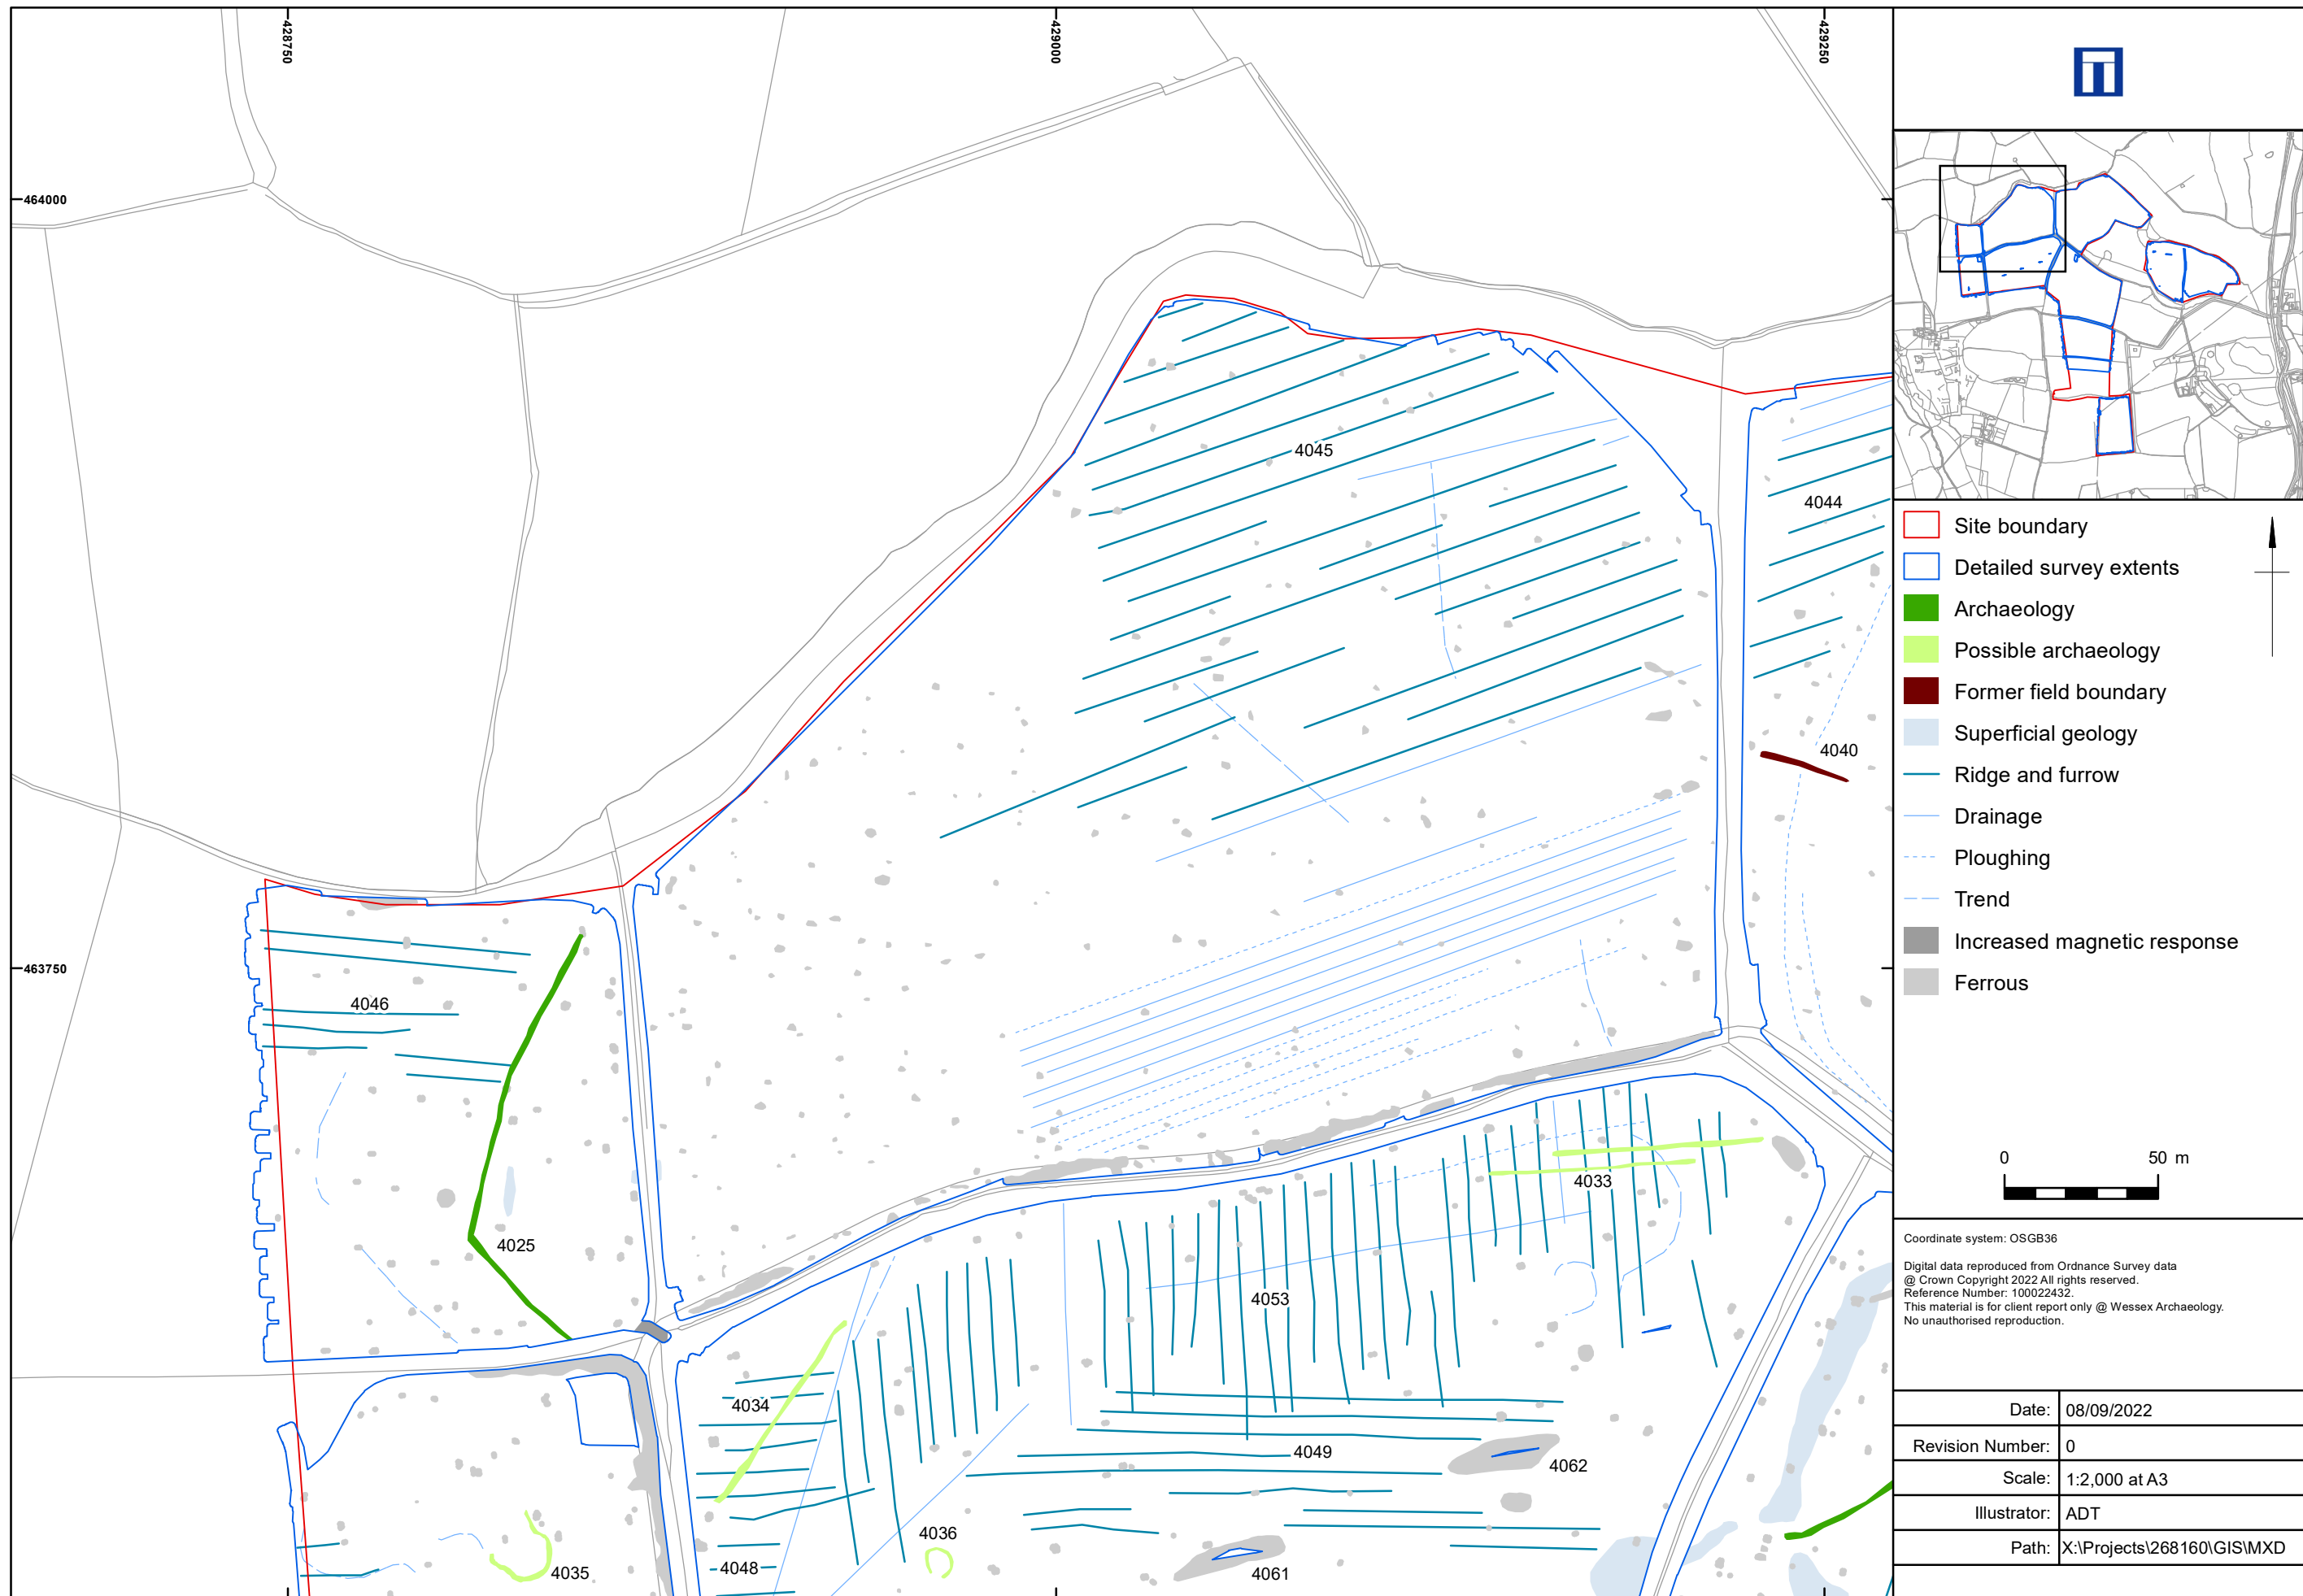 428750
429000
429250
464000
463750
4045
4044
4040
4046
4025
4033
4053
4034
4049
4062
4036
4048
4035
4061
Site boundary
Detailed survey extents
Archaeology
Possible archaeology
Former field boundary
Superficial geology
Ridge and furrow
Drainage
Ploughing
Trend
Increased magnetic response
Ferrous
0 50 m
Coordinate system: OSGB36
Digital data reproduced from Ordnance Survey data
@ Crown Copyright 2022 All rights reserved.
Reference Number: 100022432.
This material is for client report only @ Wessex Archaeology.
No unauthorised reproduction.
Date: 08/09/2022
Revision Number: 0
Scale: 1:2,000 at A3
Illustrator: ADT
Path: X:\Projects\268160\GIS\MXD